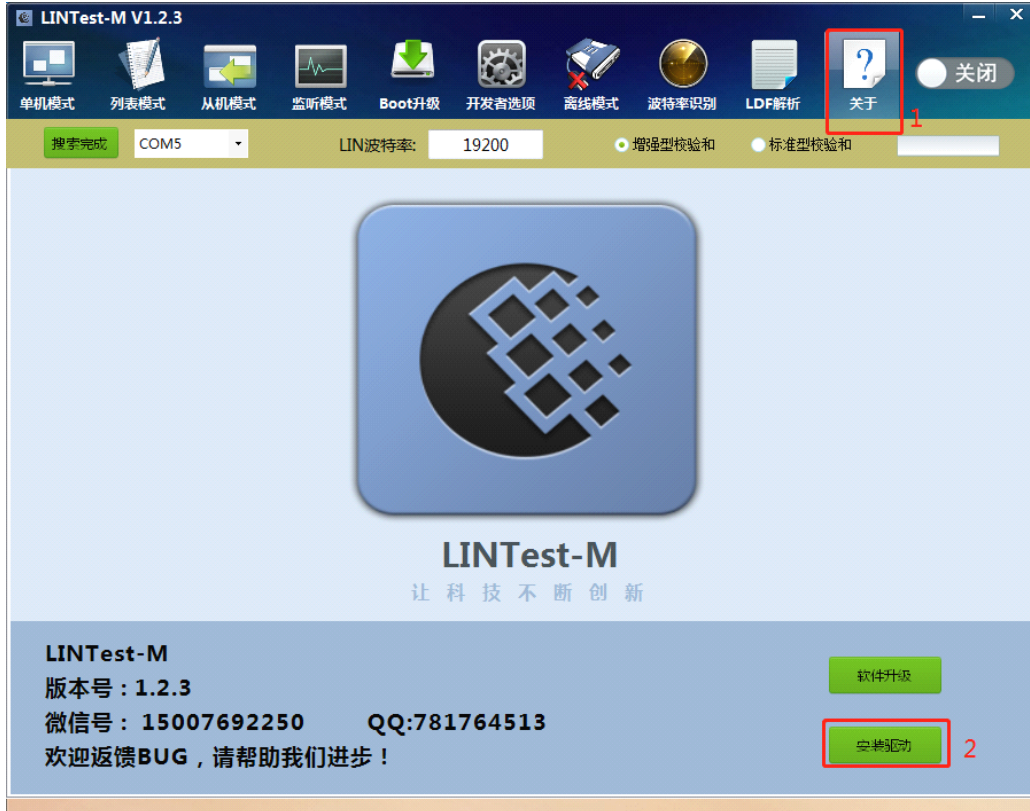 LINTest-M V1.2.3
单机模式 列表模式 从机模式 监听模式 Boot升级 开发者选项 离线模式 波特率识别 LDF解析 关于 关闭
1
搜索完成 COM5 LIN波特率: 19200 增强型校验和 标准型校验和
LINTest-M
让科技不断创新
LINTest-M
版本号：1.2.3
软件升级
微信号： 15007692250 QQ:781764513
欢迎返馈BUG，请帮助我们进步！
安装驱动 2